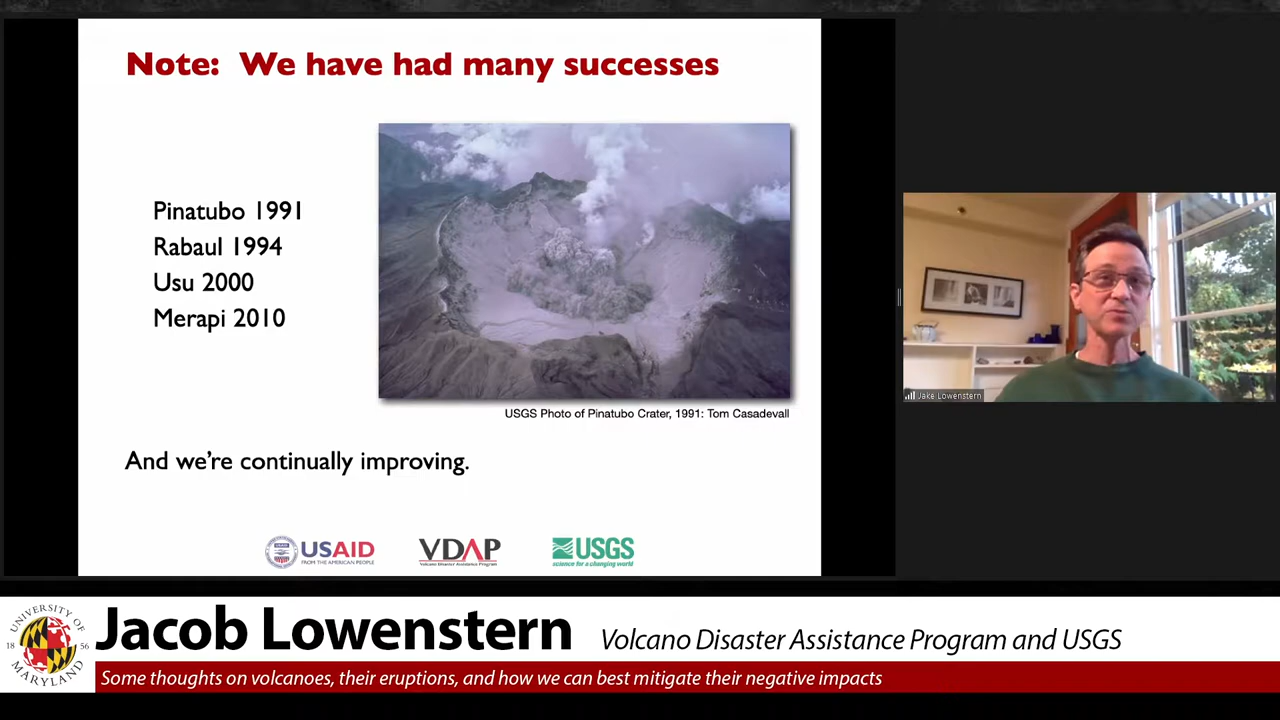 Note: We have had many successes
Pinatubo 1991
Rabaul 1994
Usu 2000
Merapi 2010
USGS Photo of Pinatubo Crater, 1991: Tom Casadevall
And we're continually improving.
USAID
FROM THE AMERICAN PEOPLE
VDAP
Volcano Disaster Assistance Program
USGS
science for a changing world
Jake Lowenstern
UNIVERSITY OF
18 56
MARYLAND
Jacob Lowenstern
Volcano Disaster Assistance Program and USGS
Some thoughts on volcanoes, their eruptions, and how we can best mitigate their negative impacts